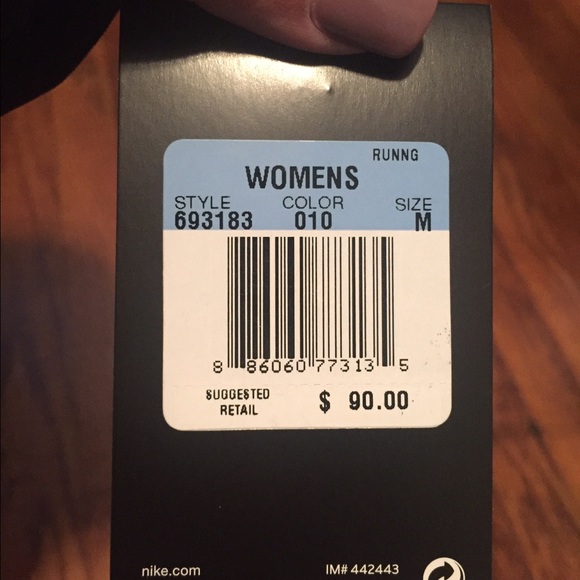 RUNNG
WOMENS
STYLE COLOR SIZE
693183 010 M
8 86060 77313 5
SUGGESTED RETAIL $ 90.00
nike.com IM# 442443